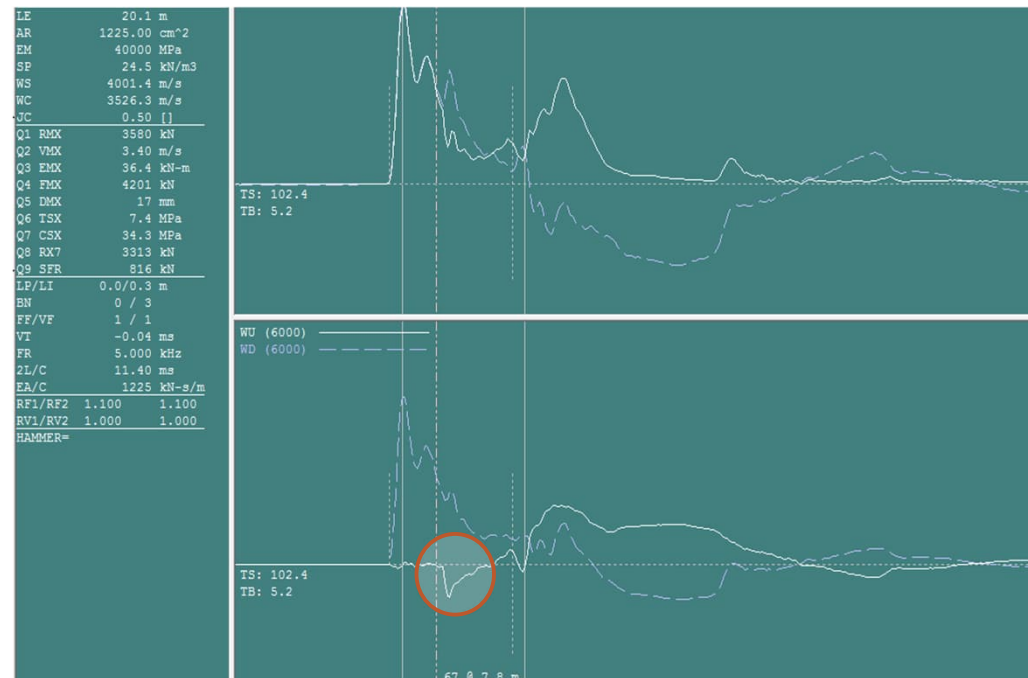 LE 20.1 m
AR 1225.00 cm^2
EM 40000 MPa
SP 24.5 kN/m3
WS 4001.4 m/s
WC 3526.3 m/s
JC 0.50 []
Q1 RMX 3580 kN
Q2 VMX 3.40 m/s
Q3 EMX 36.4 kN-m
Q4 FMX 4201 kN
Q5 DMX 17 mm
Q6 TSX 7.4 MPa
Q7 CSX 34.3 MPa
Q8 RX7 3313 kN
Q9 SFR 816 kN
LP/LI 0.0/0.3 m
BN 0 / 3
FF/VF 1 / 1
VT -0.04 ms
FR 5.000 kHz
2L/C 11.40 ms
EA/C 1225 kN-s/m
RF1/RF2 1.100 1.100
RV1/RV2 1.000 1.000
HAMMER=
TS: 102.4
TB: 5.2
WU (6000)
WD (6000)
TS: 102.4
TB: 5.2
67 @ 7.8 m